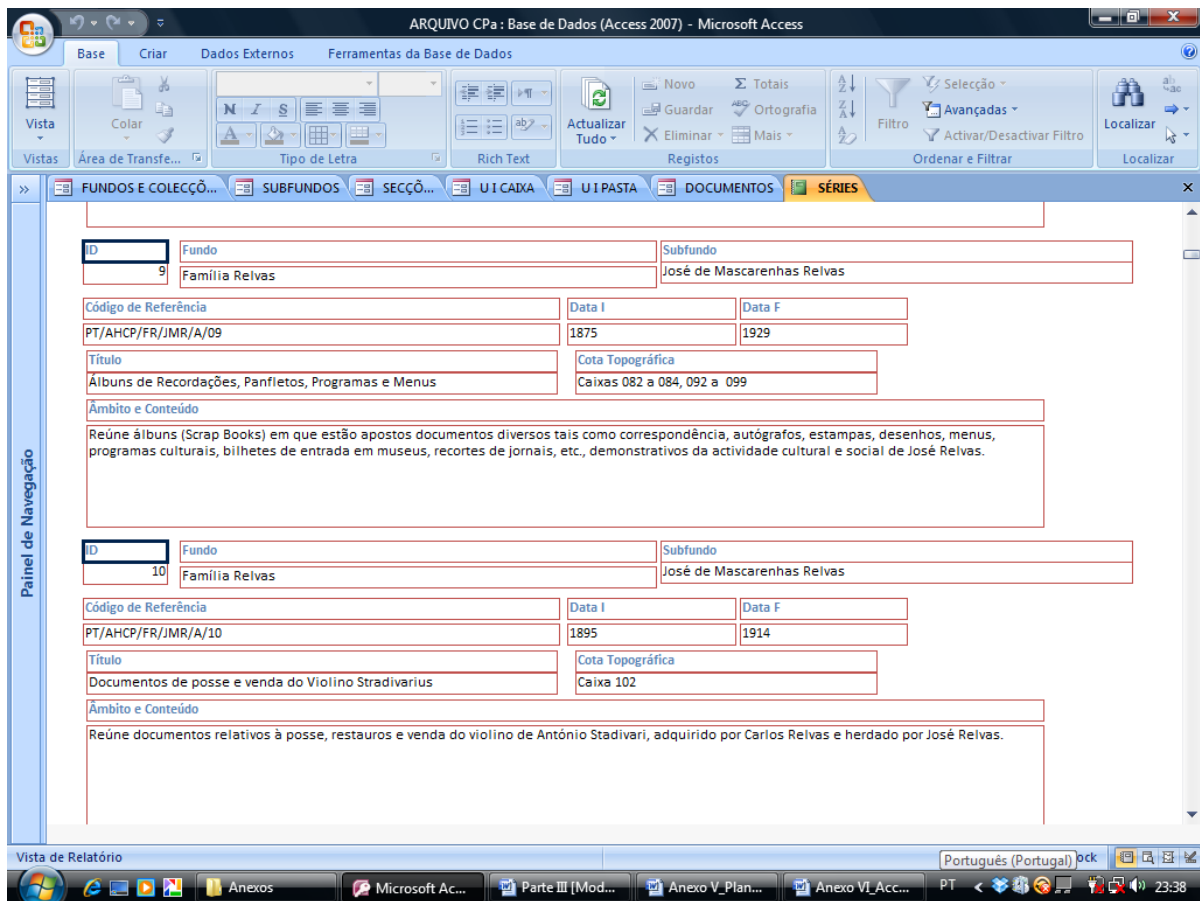 ARQUIVO CPa : Base de Dados (Access 2007) - Microsoft Access
Base Criar Dados Externos Ferramentas da Base de Dados
Vista
Colar
N I S
A
ab
Actualizar Tudo
Novo
Guardar
Eliminar
Σ Totais
ABC Ortografia
Mais
Filtro
Selecção
Avançadas
Activar/Desactivar Filtro
Localizar
Vistas Área de Transfe... Tipo de Letra Rich Text Registos Ordenar e Filtrar Localizar
» FUNDOS E COLECÇÕ... SUBFUNDOS SECÇÕ... U I CAIXA U I PASTA DOCUMENTOS SÉRIES x
Painel de Navegação
ID Fundo Subfundo
9 Família Relvas José de Mascarenhas Relvas
Código de Referência Data I Data F
PT/AHCP/FR/JMR/A/09 1875 1929
Título Cota Topográfica
Álbuns de Recordações, Panfletos, Programas e Menus Caixas 082 a 084, 092 a 099
Âmbito e Conteúdo
Reúne álbuns (Scrap Books) em que estão apostos documentos diversos tais como correspondência, autógrafos, estampas, desenhos, menus,
programas culturais, bilhetes de entrada em museus, recortes de jornais, etc., demonstrativos da actividade cultural e social de José Relvas.
ID Fundo Subfundo
10 Família Relvas José de Mascarenhas Relvas
Código de Referência Data I Data F
PT/AHCP/FR/JMR/A/10 1895 1914
Título Cota Topográfica
Documentos de posse e venda do Violino Stradivarius Caixa 102
Âmbito e Conteúdo
Reúne documentos relativos à posse, restauros e venda do violino de António Stadivari, adquirido por Carlos Relvas e herdado por José Relvas.
Vista de Relatório
Português (Portugal) ock
Anexos Microsoft Ac... Parte III [Mod... Anexo V_Plan... Anexo VI_Acc... PT < 23:38